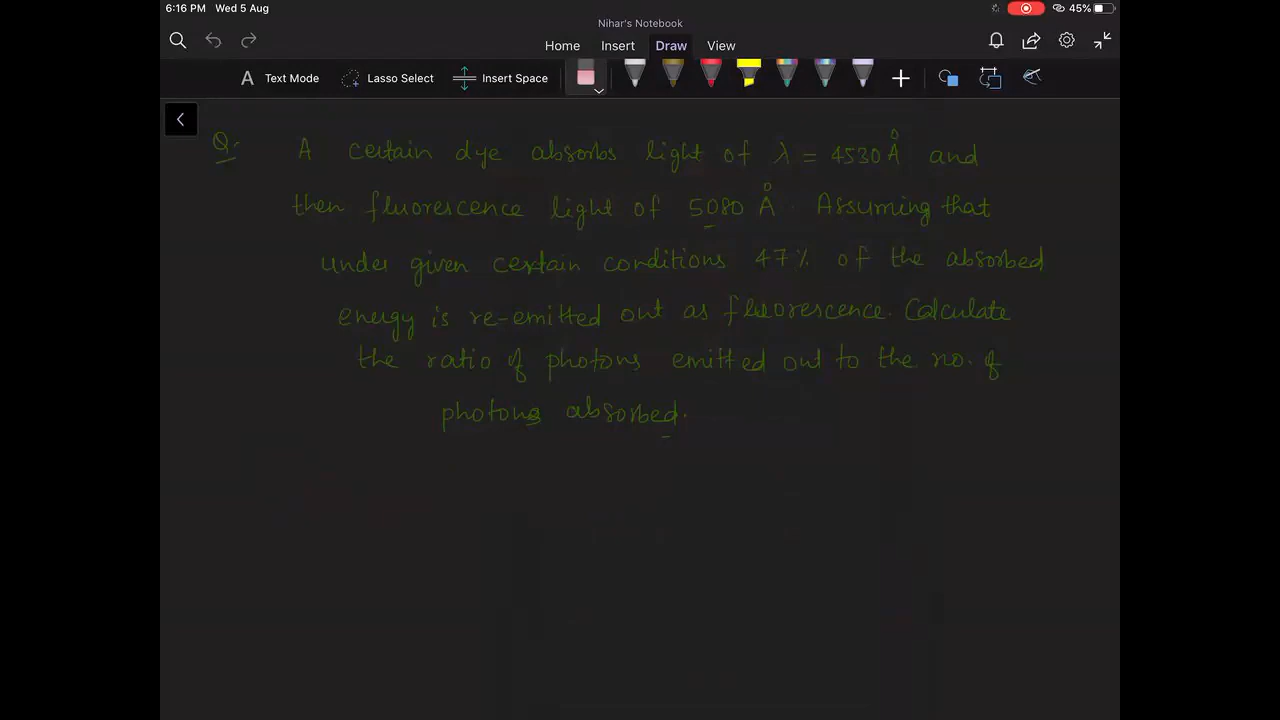 6:16 PM Wed 5 Aug
45%
Nihar's Notebook
Home Insert Draw View
Text Mode Lasso Select Insert Space
Q: A certain dye absorbs light of λ = 4530 Å and
then fluorescence light of 5080 Å. Assuming that
under given certain conditions 47% of the absorbed
energy is re-emitted out as fluorescence. Calculate
the ratio of photons emitted out to the no. of
photons absorbed.